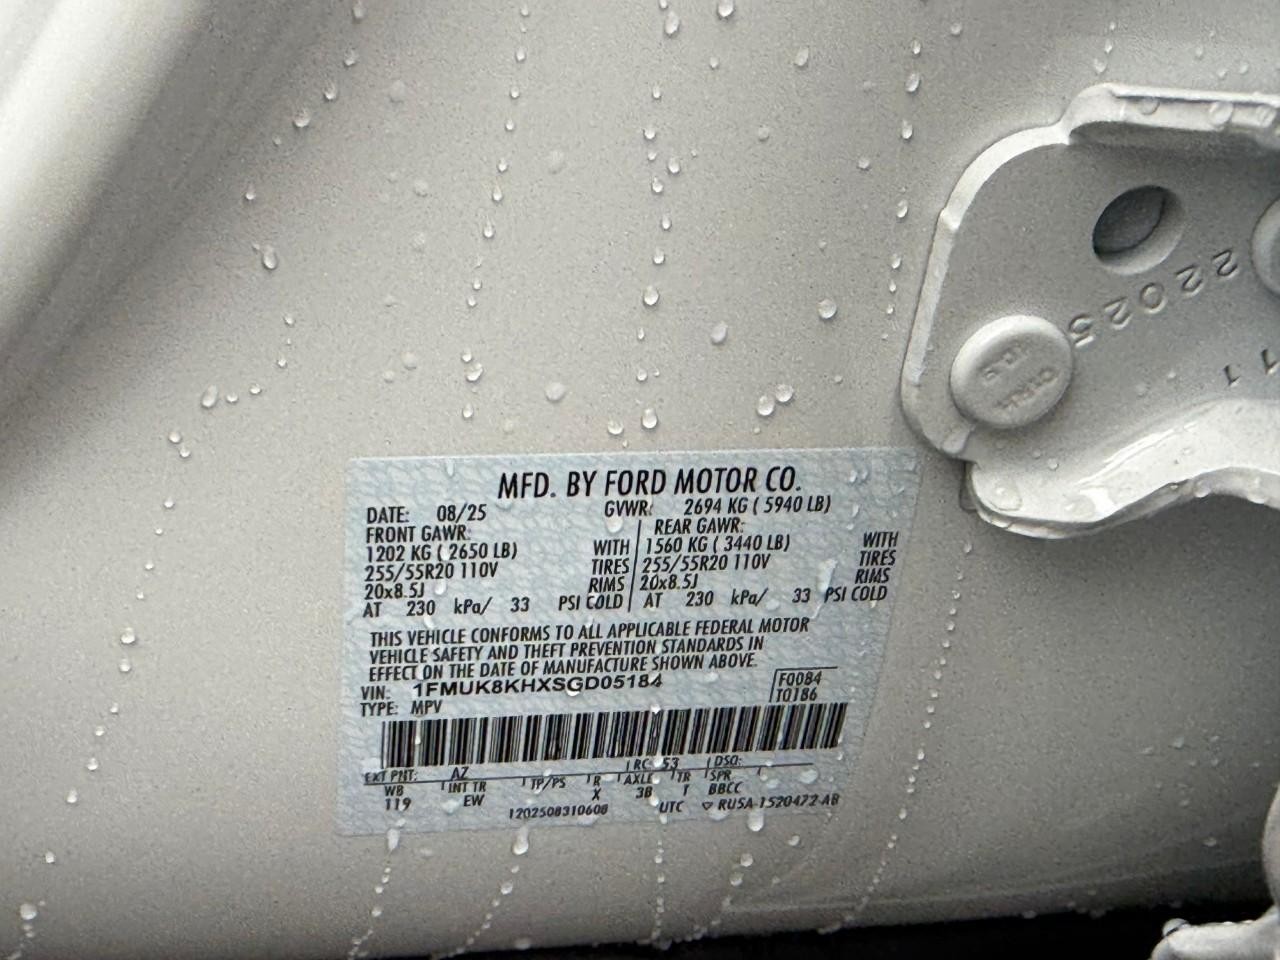 22025
11
MFD. BY FORD MOTOR CO.
DATE: 08/25 GVWR: 2694 KG ( 5940 LB)
FRONT GAWR: REAR GAWR:
1202 KG ( 2650 LB) WITH 1560 KG ( 3440 LB) WITH
255/55R20 110V TIRES 255/55R20 110V TIRES
20x8.5J RIMS 20x8.5J RIMS
AT 230 kPa/ 33 PSI COLD AT 230 kPa/ 33 PSI COLD
THIS VEHICLE CONFORMS TO ALL APPLICABLE FEDERAL MOTOR
VEHICLE SAFETY AND THEFT PREVENTION STANDARDS IN
EFFECT ON THE DATE OF MANUFACTURE SHOWN ABOVE.
VIN: 1FMUK8KHXSGD05184 F0084
TYPE: MPV T0186
EXT PNT: AZ RC: 53 DSO:
WB INT TR TP/PS R AXLE TR SPR
119 EW X 3B T BBCC
1202508310608 UTC ▽ RU5A-1520472-AB